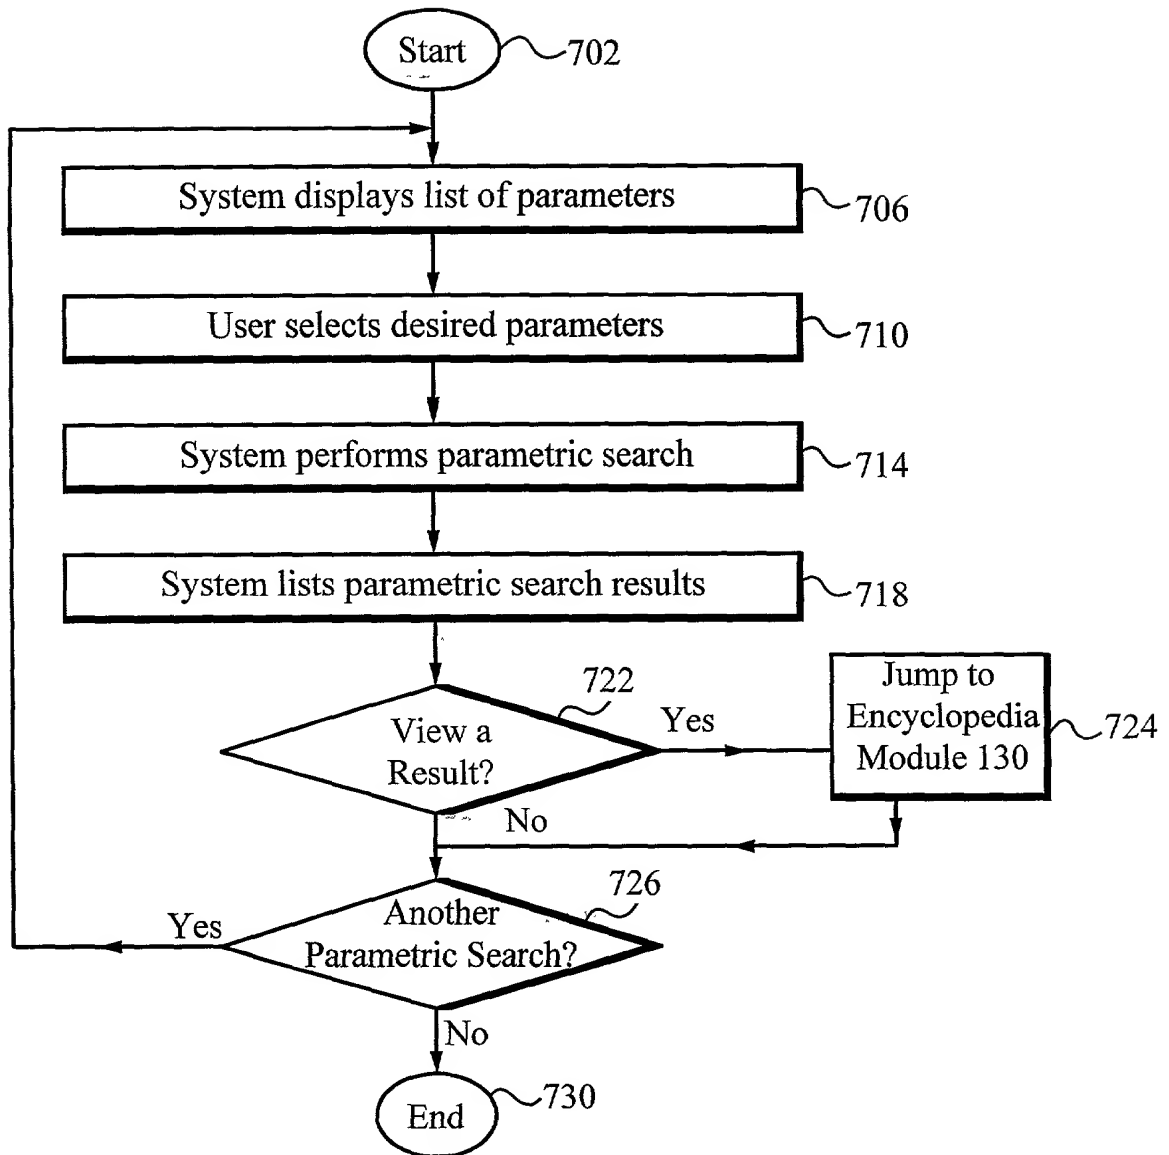 Start
702
System displays list of parameters
706
User selects desired parameters
710
System performs parametric search
714
System lists parametric search results
718
722
View a
Result?
Yes
Jump to
Encyclopedia
Module 130
724
No
726
Another
Parametric Search?
Yes
No
End
730